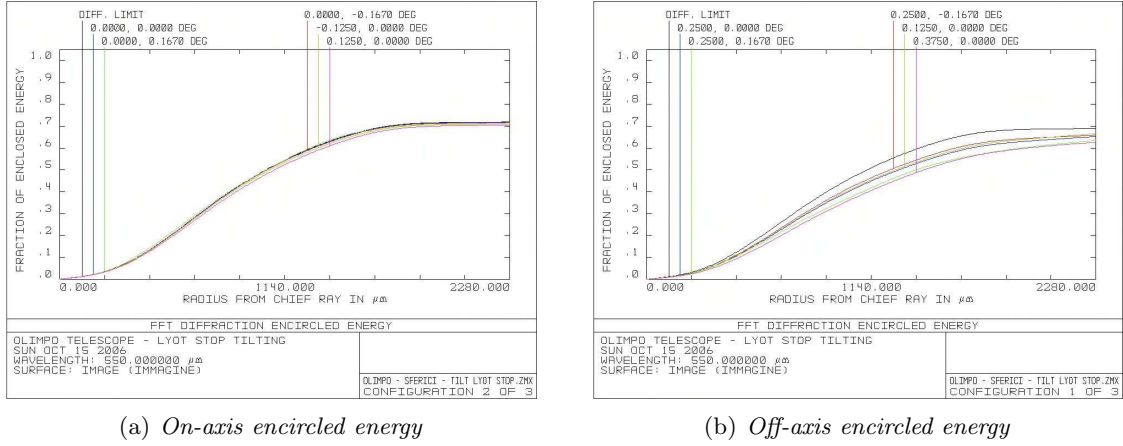 DIFF. LIMIT
0.0000, 0.0000 DEG
0.0000, 0.1670 DEG
0.0000, -0.1670 DEG
-0.1250, 0.0000 DEG
0.1250, 0.0000 DEG
1.0
.9
.8
.7
.6
.5
.4
.3
.2
.1
.0
FRACTION OF ENCLOSED ENERGY
0.000
1140.000
2280.000
RADIUS FROM CHIEF RAY IN µm
FFT DIFFRACTION ENCIRCLED ENERGY
OLIMPO TELESCOPE - LYOT STOP TILTING
SUN OCT 15 2006
WAVELENGTH: 550.000000 µm
SURFACE: IMAGE (IMMAGINE)
OLIMPO - SFERICI - TILT LYOT STOP.ZMX
CONFIGURATION 2 OF 3
(a) On-axis encircled energy
DIFF. LIMIT
0.2500, 0.0000 DEG
0.2500, 0.1670 DEG
0.2500, -0.1670 DEG
0.1250, 0.0000 DEG
0.3750, 0.0000 DEG
1.0
.9
.8
.7
.6
.5
.4
.3
.2
.1
.0
FRACTION OF ENCLOSED ENERGY
0.000
1140.000
2280.000
RADIUS FROM CHIEF RAY IN µm
FFT DIFFRACTION ENCIRCLED ENERGY
OLIMPO TELESCOPE - LYOT STOP TILTING
SUN OCT 15 2006
WAVELENGTH: 550.000000 µm
SURFACE: IMAGE (IMMAGINE)
OLIMPO - SFERICI - TILT LYOT STOP.ZMX
CONFIGURATION 1 OF 3
(b) Off-axis encircled energy